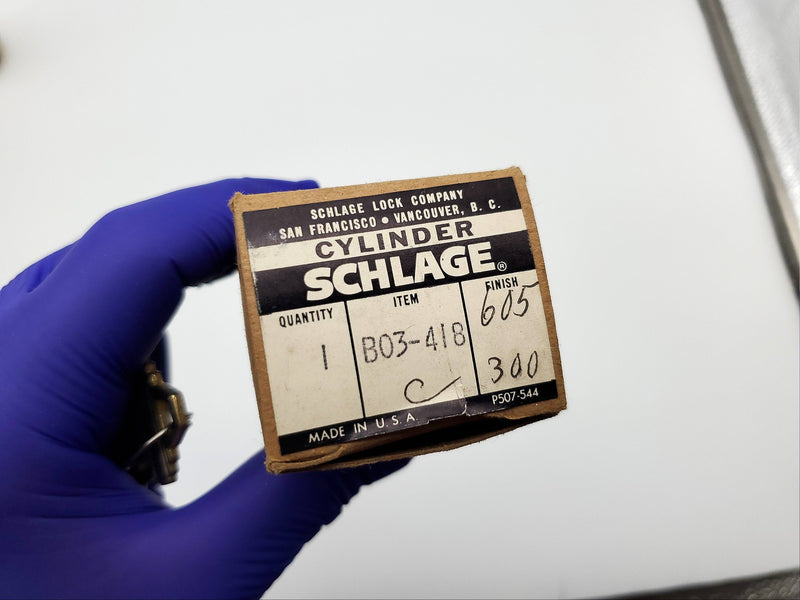 SCHLAGE LOCK COMPANY
SAN FRANCISCO • VANCOUVER, B. C.
CYLINDER
SCHLAGE®
QUANTITY ITEM FINISH
1 B03-418 605
C 300
MADE IN U.S.A. P507-544